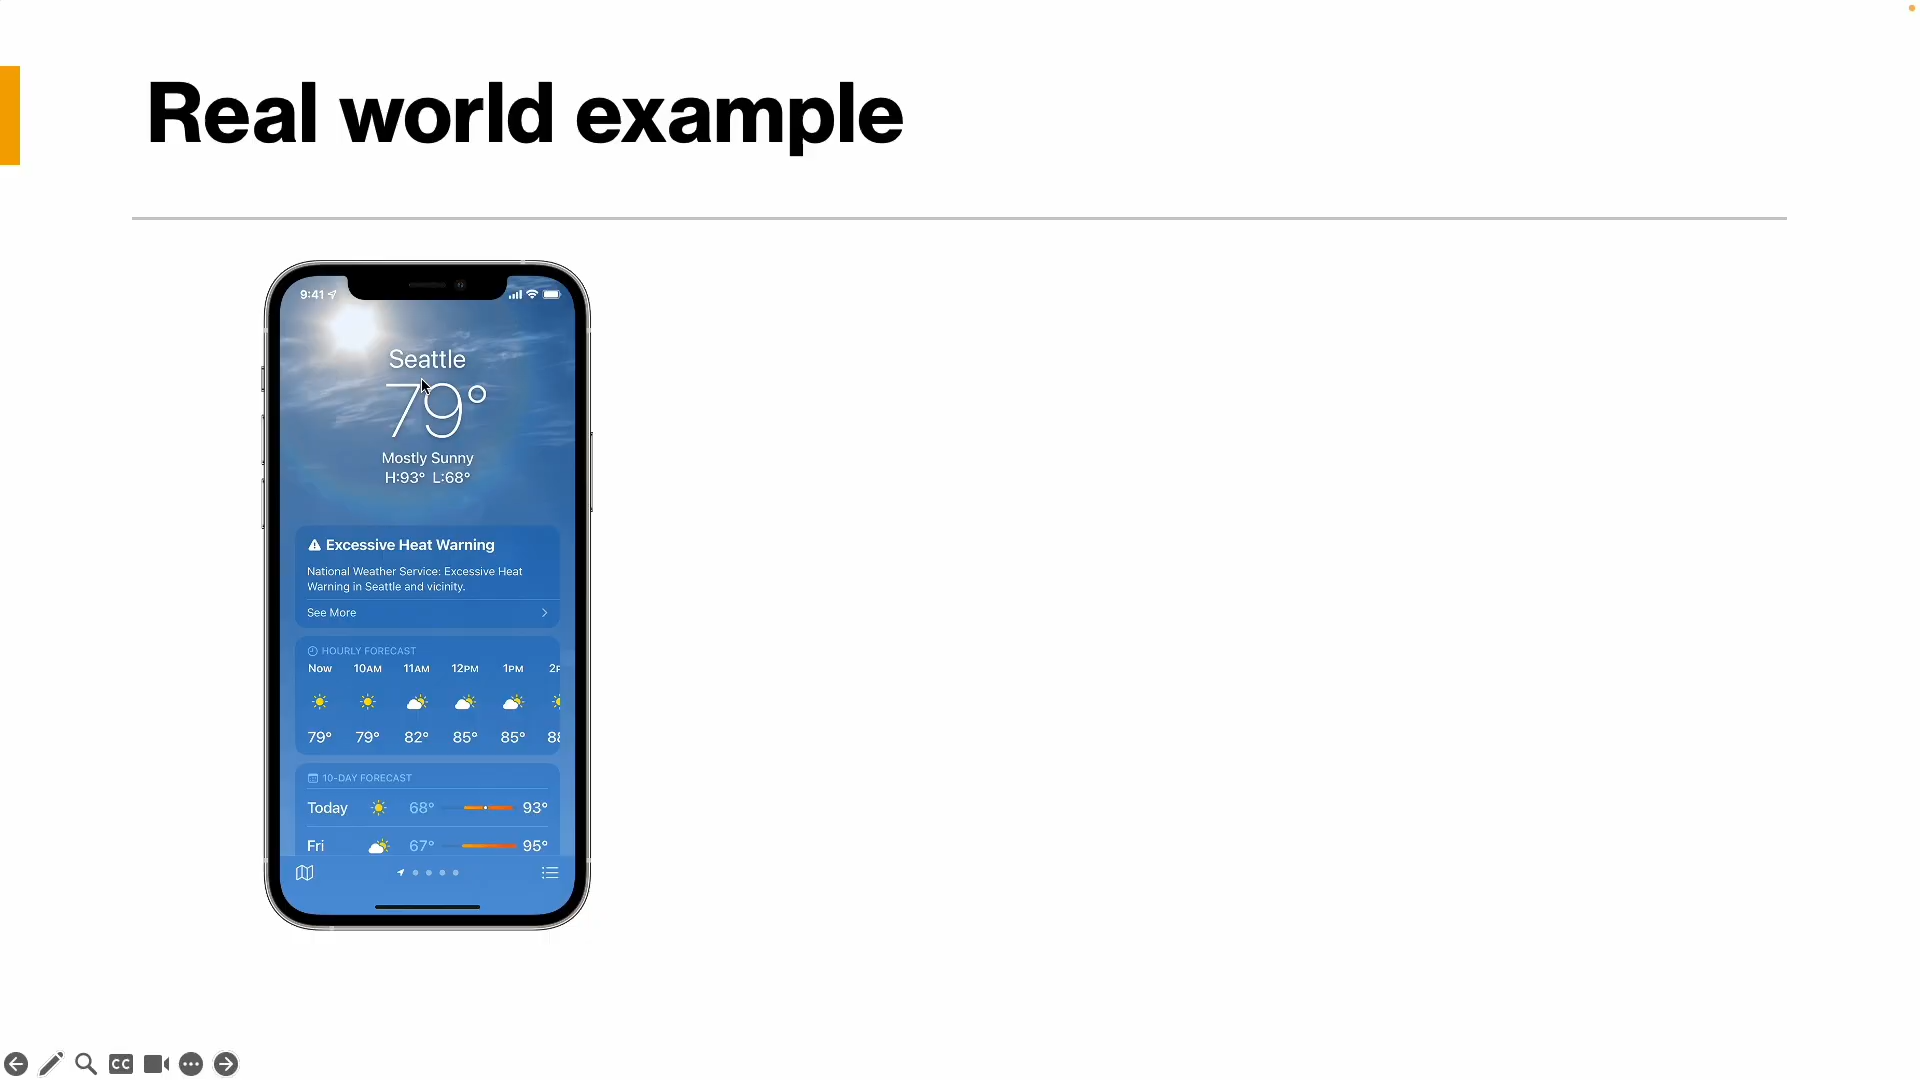 Real world example
9:41
Seattle
79°
Mostly Sunny
H:93° L:68°
Excessive Heat Warning
National Weather Service: Excessive Heat
Warning in Seattle and vicinity.
See More
HOURLY FORECAST
Now 10AM 11AM 12PM 1PM
79° 79° 82° 85° 85°
10-DAY FORECAST
Today 68° 93°
Fri 67° 95°
CC